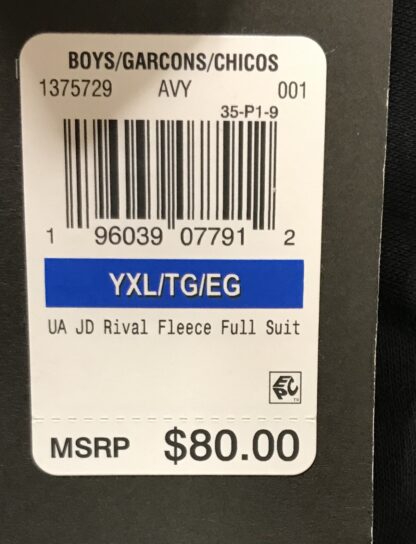 BOYS/GARCONS/CHICOS
1375729 AVY 001
35-P1-9
1 96039 07791 2
YXL/TG/EG
UA JD Rival Fleece Full Suit
EPC
MSRP $80.00